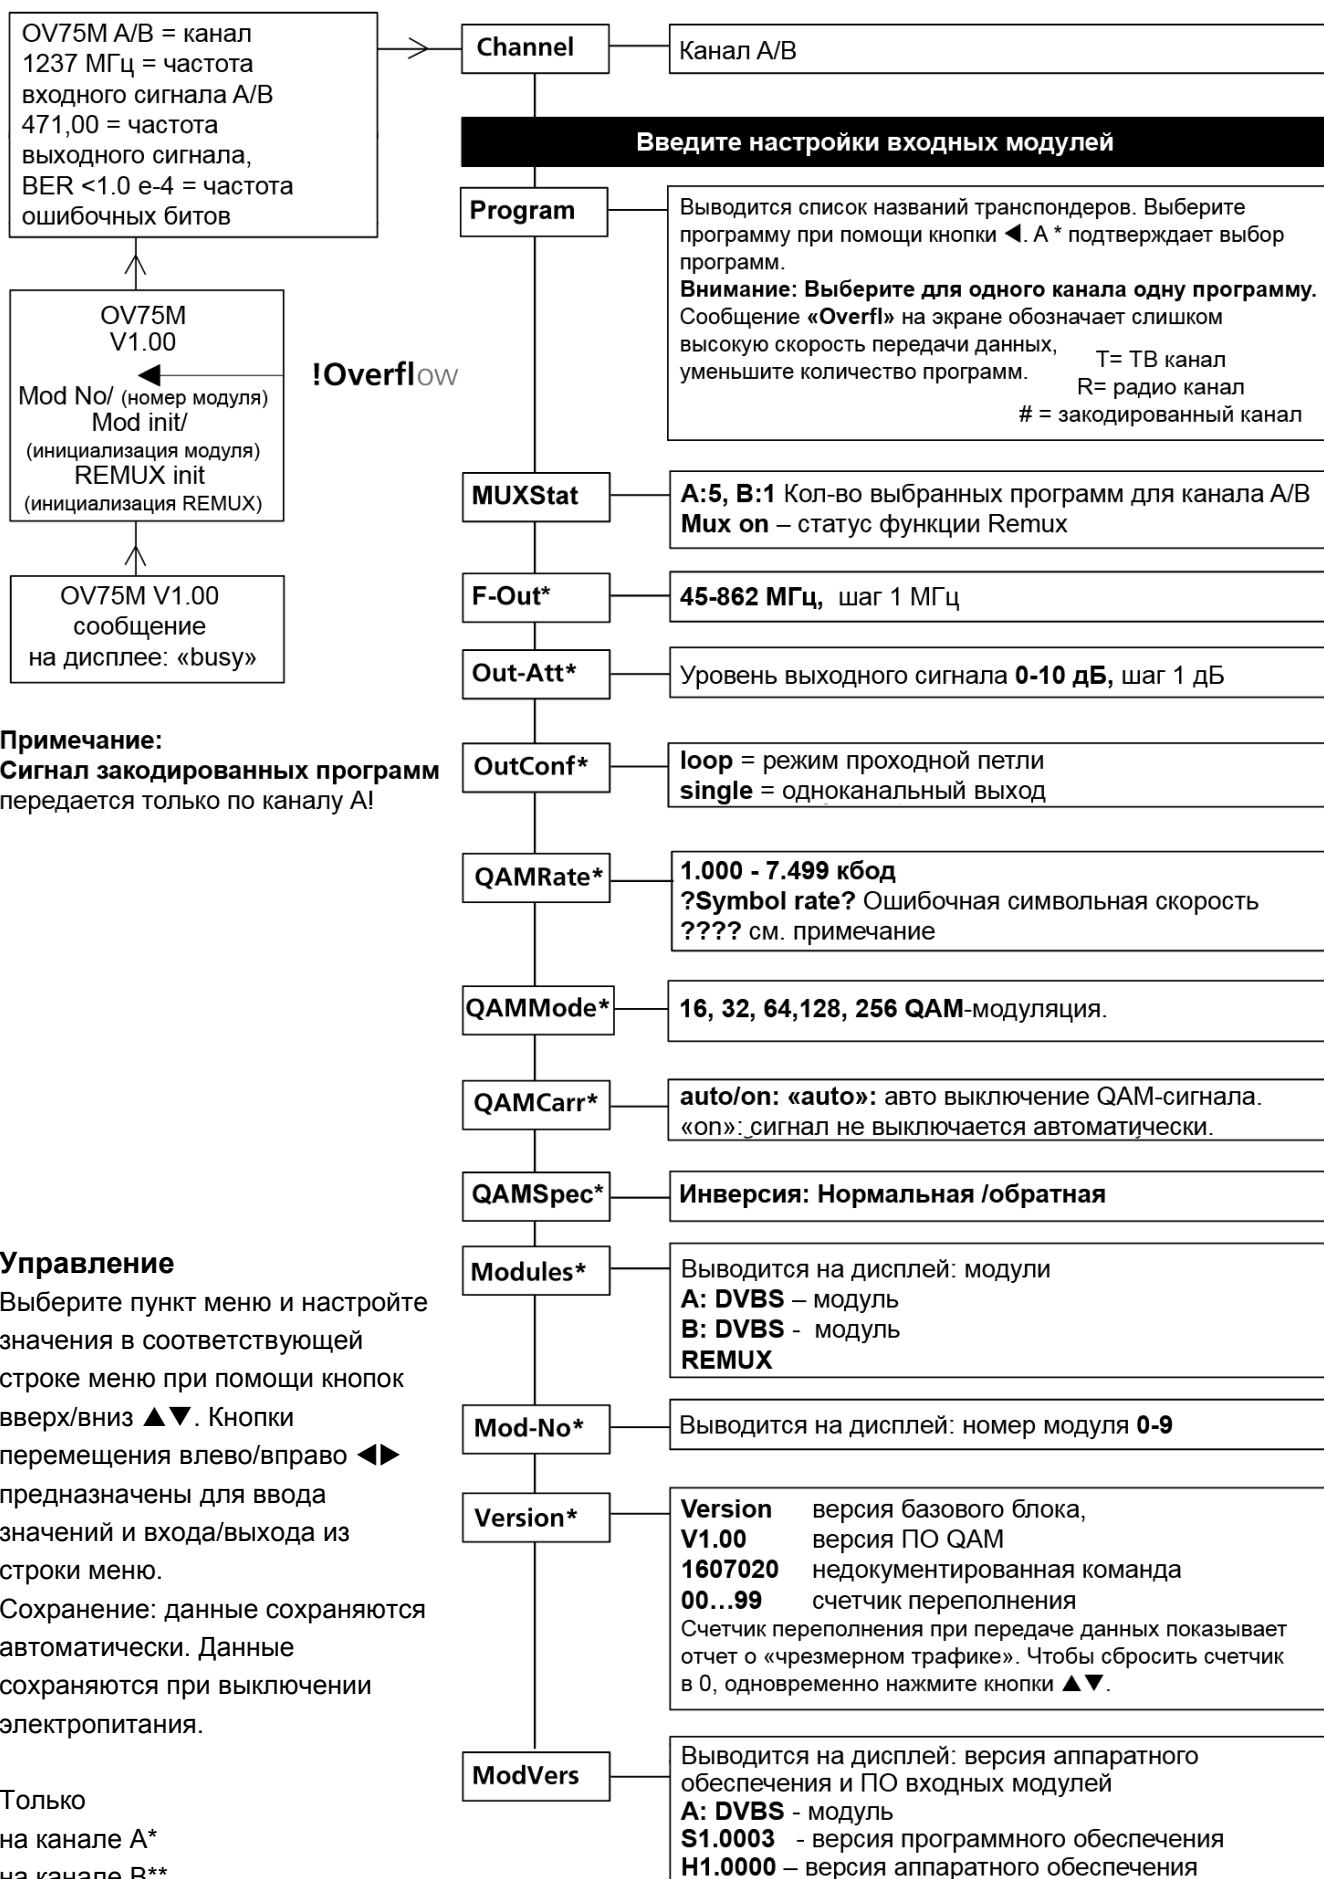 OV75M A/B = канал
1237 МГц = частота
входного сигнала A/B
471,00 = частота
выходного сигнала,
BER <1.0 e-4 = частота
ошибочных битов
OV75M
V1.00
Mod No/ (номер модуля)
Mod init/
(инициализация модуля)
REMUX init
(инициализация REMUX)
!Overflow
OV75M V1.00
сообщение
на дисплее: «busy»
Примечание:
Сигнал закодированных программ
передается только по каналу А!
Управление
Выберите пункт меню и настройте
значения в соответствующей
строке меню при помощи кнопок
вверх/вниз ▲▼. Кнопки
перемещения влево/вправо ◀▶
предназначены для ввода
значений и входа/выхода из
строки меню.
Сохранение: данные сохраняются
автоматически. Данные
сохраняются при выключении
электропитания.
Только
на канале А*
на канале В**
Channel
Канал А/В
Введите настройки входных модулей
Program
Выводится список названий транспондеров. Выберите
программу при помощи кнопки ◀. А * подтверждает выбор
программ.
Внимание: Выберите для одного канала одну программу.
Сообщение «Overfl» на экране обозначает слишком
высокую скорость передачи данных,
уменьшите количество программ.
T= ТВ канал
R= радио канал
# = закодированный канал
MUXStat
A:5, B:1 Кол-во выбранных программ для канала А/В
Mux on – статус функции Remux
F-Out*
45-862 МГц, шаг 1 МГц
Out-Att*
Уровень выходного сигнала 0-10 дБ, шаг 1 дБ
OutConf*
loop = режим проходной петли
single = одноканальный выход
QAMRate*
1.000 - 7.499 кбод
?Symbol rate? Ошибочная символьная скорость
???? см. примечание
QAMMode*
16, 32, 64,128, 256 QAM-модуляция.
QAMCarr*
auto/on: «auto»: авто выключение QAM-сигнала.
«on»: сигнал не выключается автоматически.
QAMSpec*
Инверсия: Нормальная /обратная
Modules*
Выводится на дисплей: модули
A: DVBS – модуль
B: DVBS - модуль
REMUX
Mod-No*
Выводится на дисплей: номер модуля 0-9
Version*
Version версия базового блока,
V1.00 версия ПО QAM
1607020 недокументированная команда
00…99 счетчик переполнения
Счетчик переполнения при передаче данных показывает
отчет о «чрезмерном трафике». Чтобы сбросить счетчик
в 0, одновременно нажмите кнопки ▲▼.
ModVers
Выводится на дисплей: версия аппаратного
обеспечения и ПО входных модулей
A: DVBS - модуль
S1.0003 - версия программного обеспечения
H1.0000 – версия аппаратного обеспечения